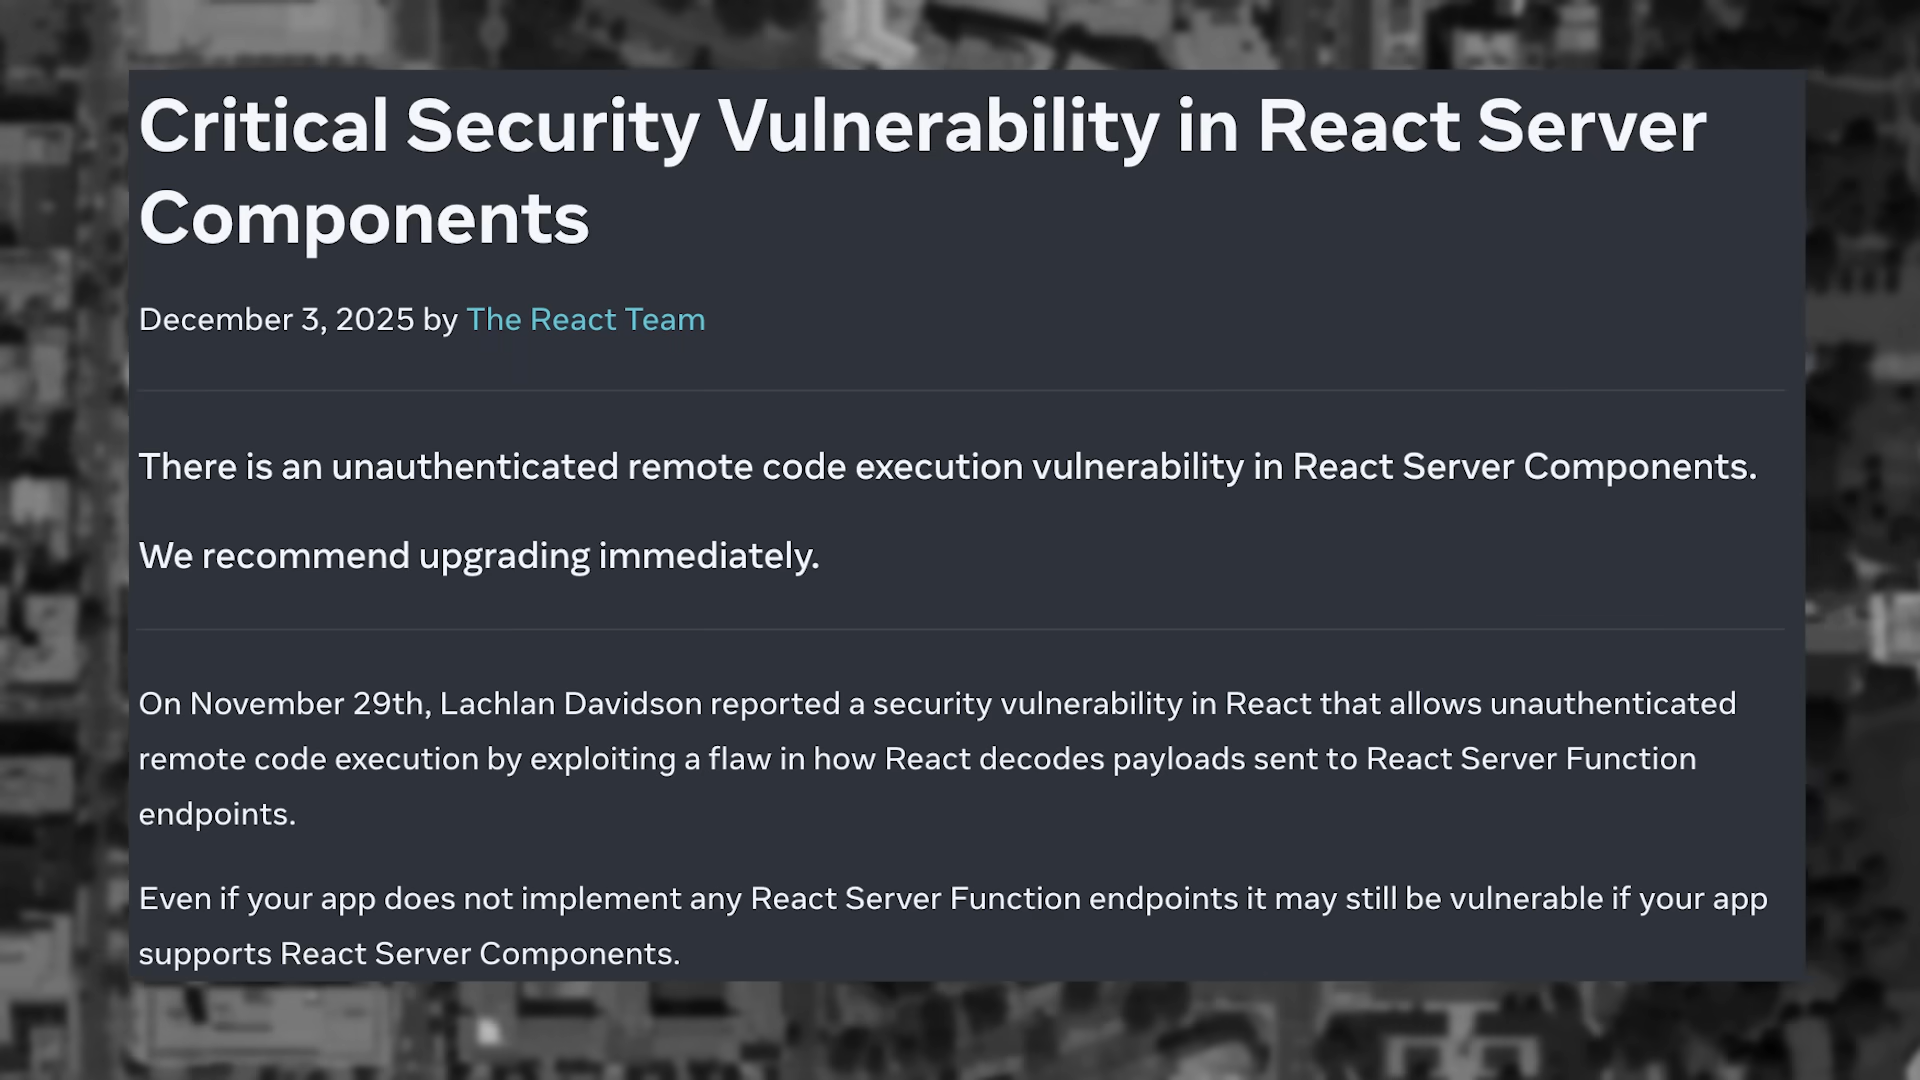 Critical Security Vulnerability in React Server
Components
December 3, 2025 by The React Team
There is an unauthenticated remote code execution vulnerability in React Server Components.
We recommend upgrading immediately.
On November 29th, Lachlan Davidson reported a security vulnerability in React that allows unauthenticated
remote code execution by exploiting a flaw in how React decodes payloads sent to React Server Function
endpoints.
Even if your app does not implement any React Server Function endpoints it may still be vulnerable if your app
supports React Server Components.